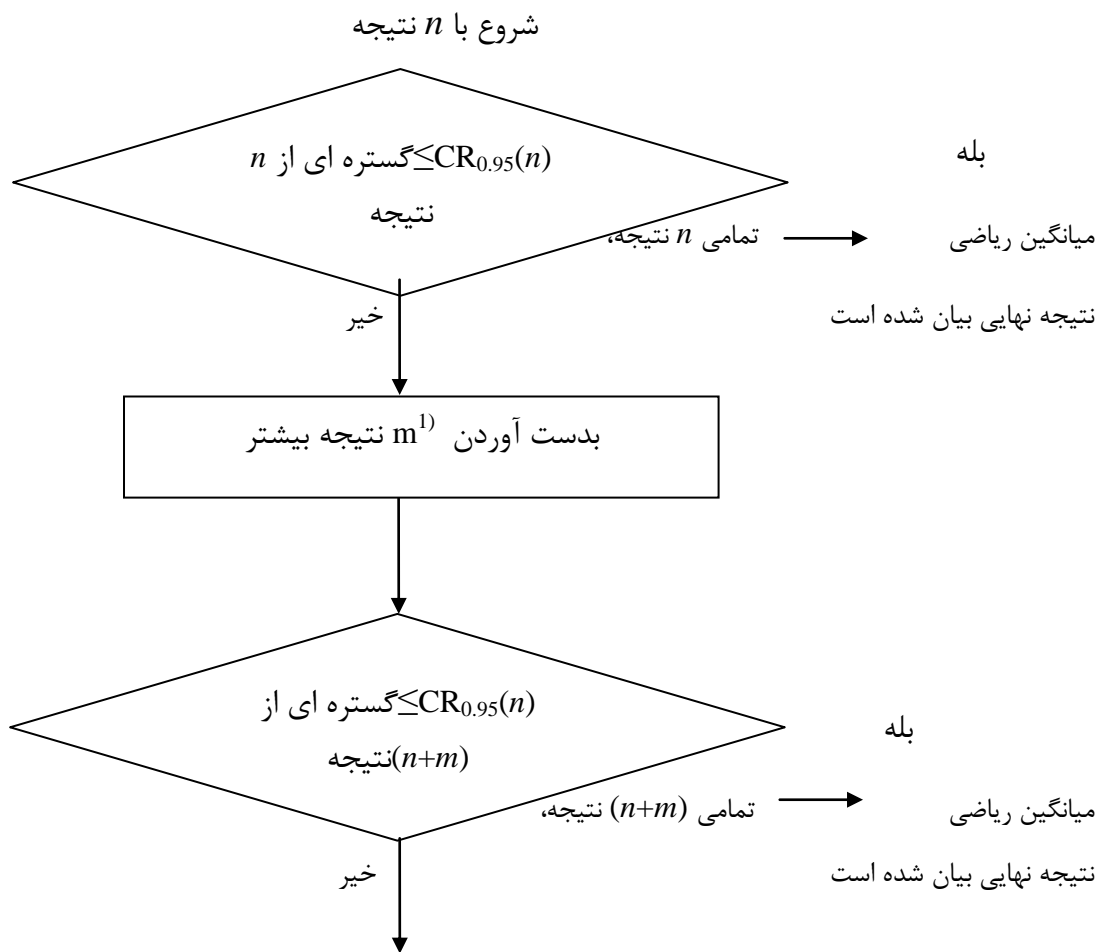 شروع با n نتیجه
گستره ای از n ≤CR0.95(n)
نتیجه
بله
میانگین ریاضی تمامی n نتیجه،
نتیجه نهایی بیان شده است
خیر
بدست آوردن m1) نتیجه بیشتر
گستره ای از ≤CR0.95(n)
(n+m)نتیجه
بله
میانگین ریاضی تمامی (n+m) نتیجه،
نتیجه نهایی بیان شده است
خیر